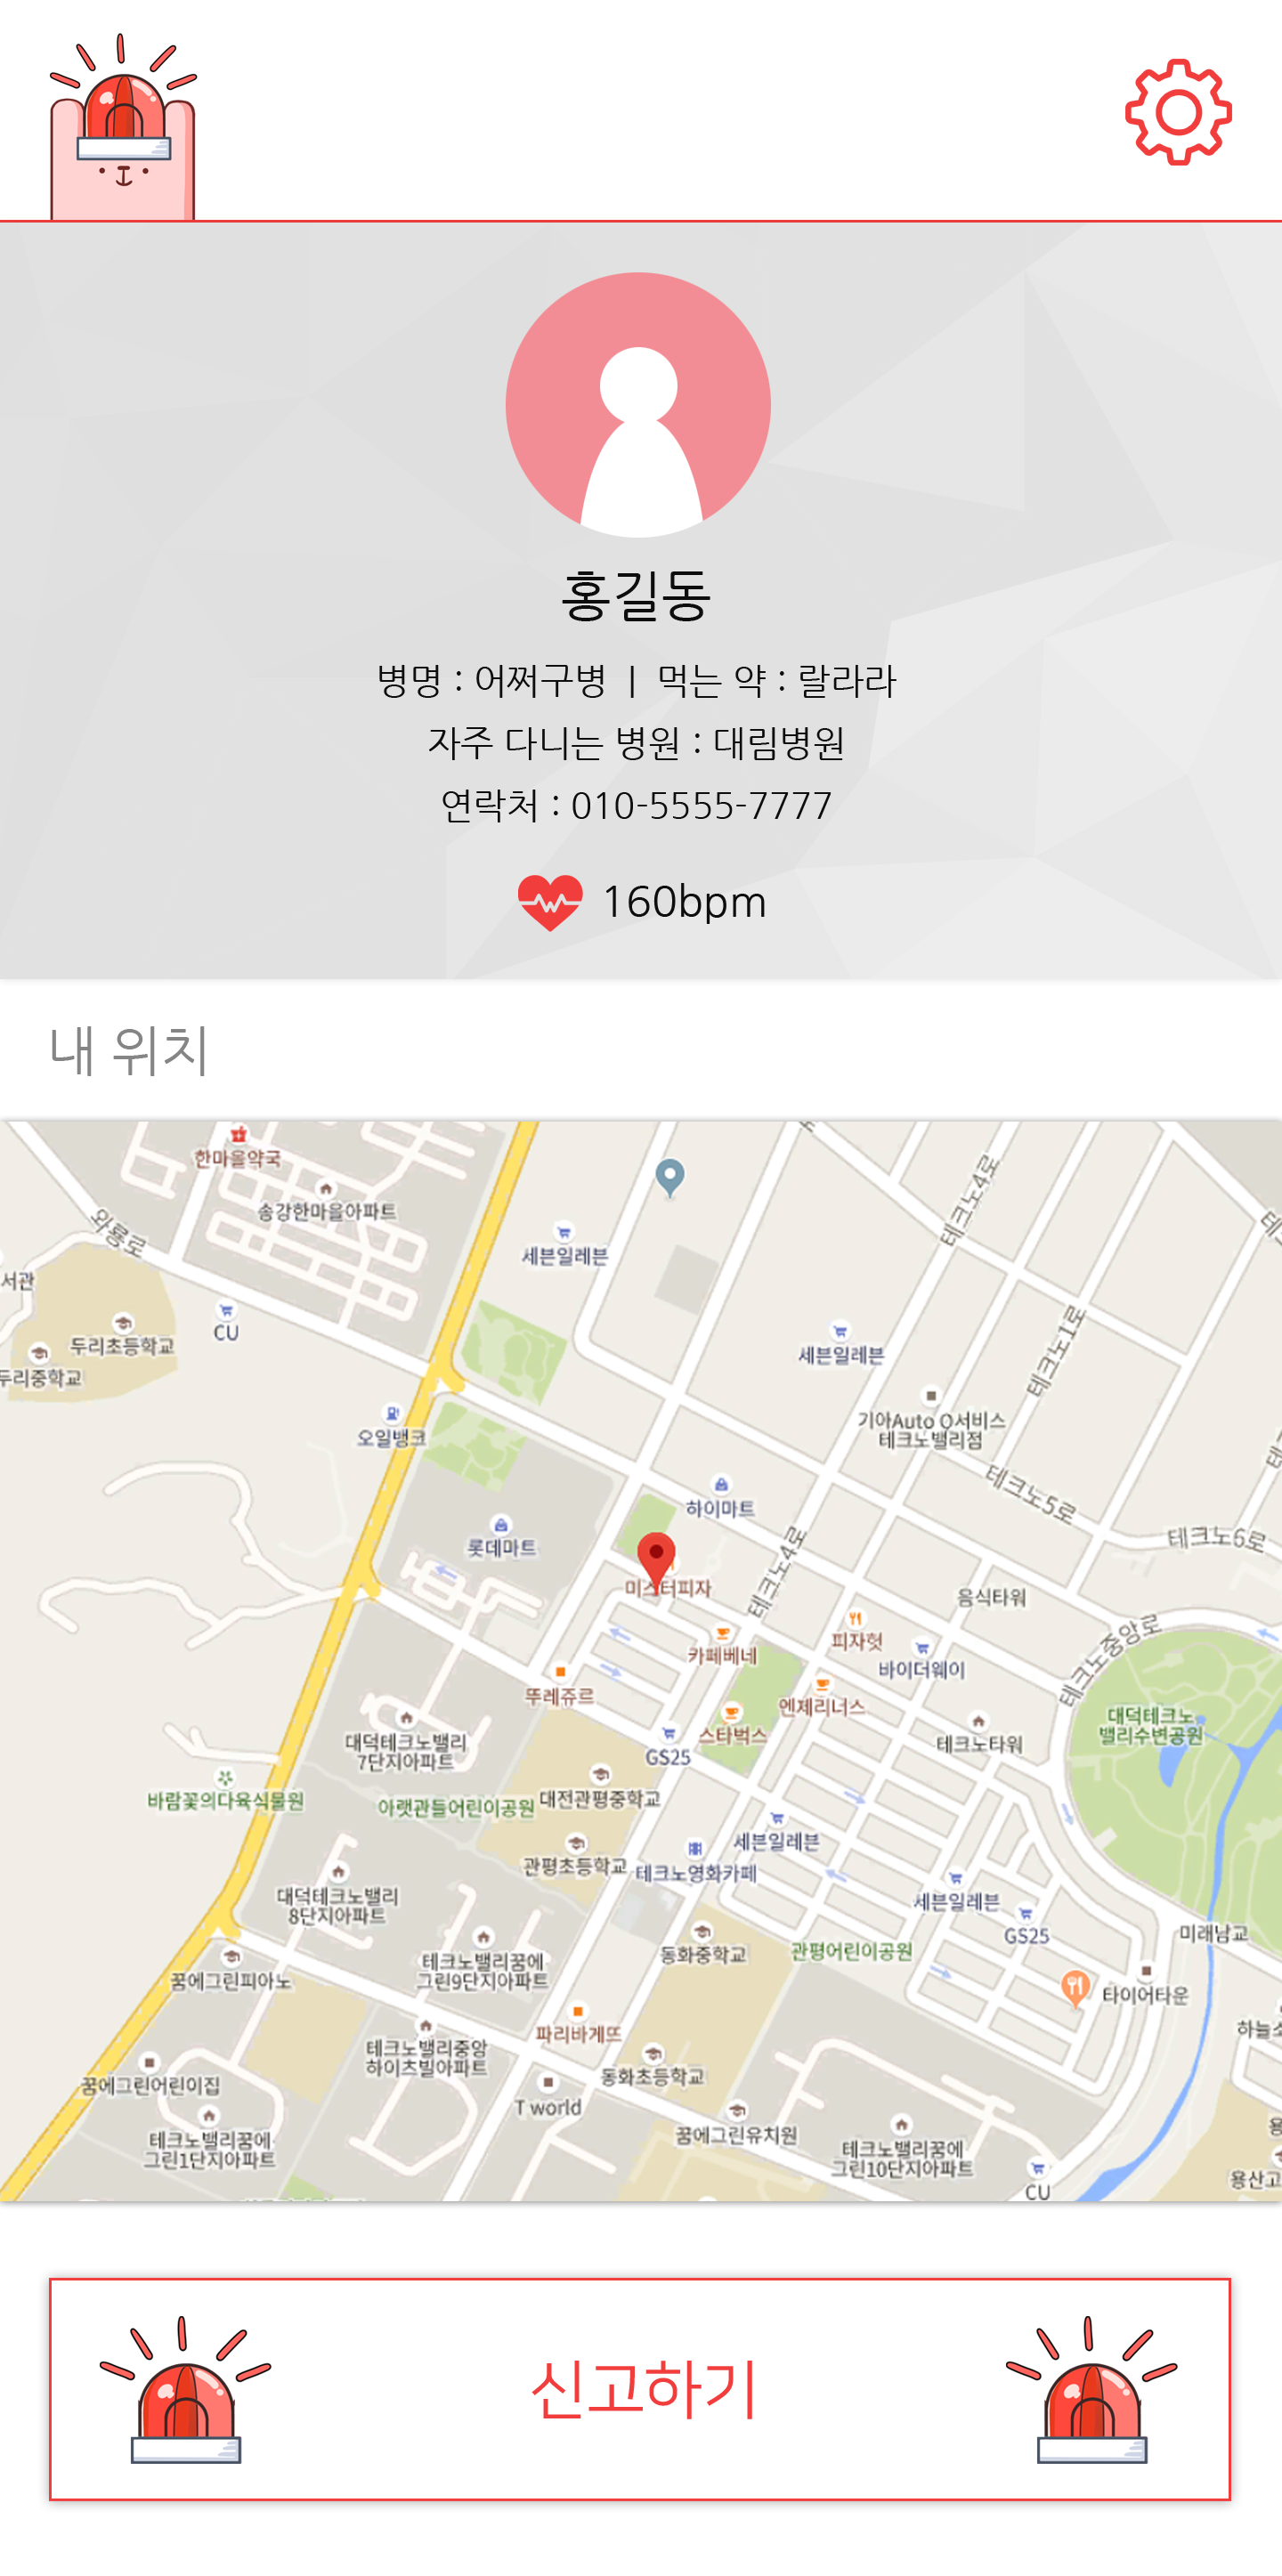 홍길동
병명 : 어쩌구병 ㅣ 먹는 약 : 랄라라
자주 다니는 병원 : 대림병원
연락처 : 010-5555-7777
160bpm
내 위치
한마을약국
송강한마을아파트
와룡로
세븐일레븐
테크노4로
서관
두리초등학교
CU
두리중학교
세븐일레븐
테크노1로
오일뱅크
기아Auto Q서비스
테크노밸리점
테크노5로
하이마트
롯데마트
테크노6로
테크노4로
미스터피자
음식타워
카페베네
피자헛
바이더웨이
테크노중앙로
뚜레쥬르
엔제리너스
스타벅스
대덕테크노
밸리수변공원
대덕테크노밸리
7단지아파트
GS25
테크노타워
바람꽃의다육식물원
아랫관들어린이공원
대전관평중학교
세븐일레븐
관평초등학교
테크노영화카페
대덕테크노밸리
8단지아파트
세븐일레븐
GS25
미래남교
동화중학교
관평어린이공원
테크노밸리꿈에
그린9단지아파트
꿈에그린피아노
타이어타운
파리바게뜨
하늘소
테크노밸리중앙
하이츠빌아파트
동화초등학교
꿈에그린어린이집
T world
꿈에그린유치원
테크노밸리꿈에
그린1단지아파트
테크노밸리꿈에
그린10단지아파트
용산고
CU
신고하기